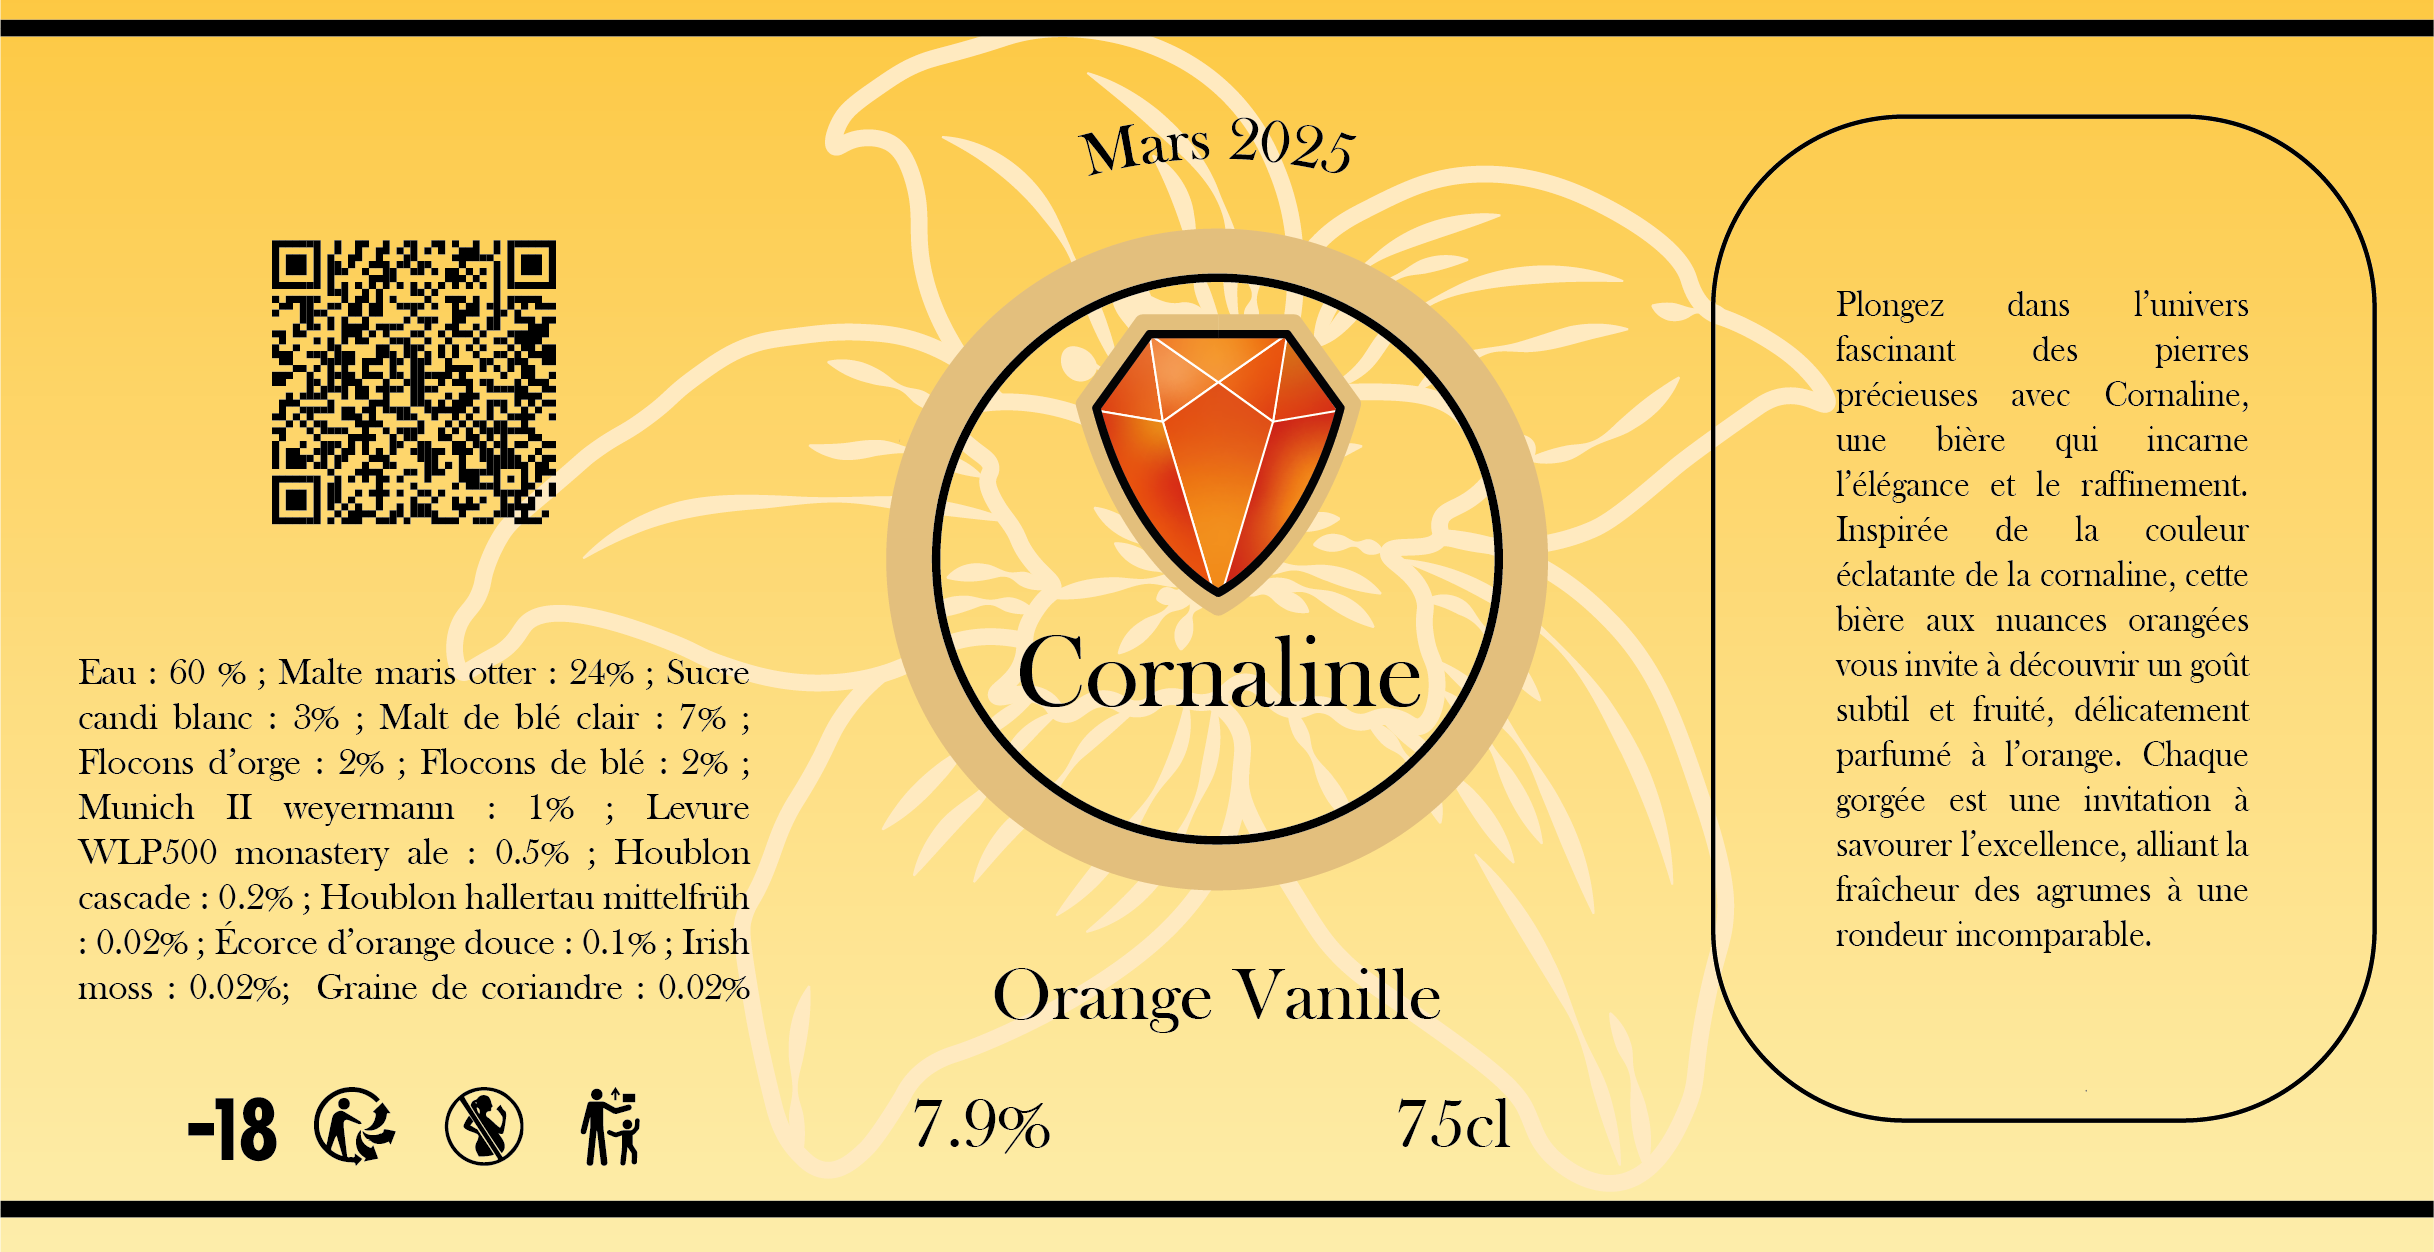 Mars 2025
Cornaline
Orange Vanille
7.9%
75cl
Eau : 60 % ; Malte maris otter : 24% ; Sucre
candi blanc : 3% ; Malt de blé clair : 7% ;
Flocons d’orge : 2% ; Flocons de blé : 2% ;
Munich II weyermann : 1% ; Levure
WLP500 monastery ale : 0.5% ; Houblon
cascade : 0.2% ; Houblon hallertau mittelfrüh
: 0.02% ; Écorce d’orange douce : 0.1% ; Irish
moss : 0.02%; Graine de coriandre : 0.02%
-18
Plongez dans l’univers
fascinant des pierres
précieuses avec Cornaline,
une bière qui incarne
l’élégance et le raffinement.
Inspirée de la couleur
éclatante de la cornaline, cette
bière aux nuances orangées
vous invite à découvrir un goût
subtil et fruité, délicatement
parfumé à l’orange. Chaque
gorgée est une invitation à
savourer l’excellence, alliant la
fraîcheur des agrumes à une
rondeur incomparable.